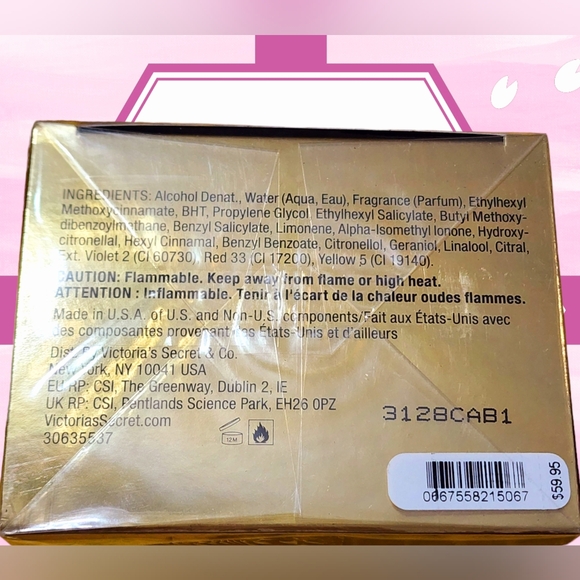 INGREDIENTS: Alcohol Denat., Water (Aqua, Eau), Fragrance (Parfum), Ethylhexyl
Methoxycinnamate, BHT, Propylene Glycol, Ethylhexyl Salicylate, Butyl Methoxy-
dibenzoylmethane, Benzyl Salicylate, Limonene, Alpha-Isomethyl Ionone, Hydroxy-
citronellal, Hexyl Cinnamal, Benzyl Benzoate, Citronellol, Geraniol, Linalool, Citral,
Ext. Violet 2 (CI 60730), Red 33 (CI 17200), Yellow 5 (CI 19140).
CAUTION: Flammable. Keep away from flame or high heat.
ATTENTION : Inflammable. Tenir à l'écart de la chaleur oudes flammes.
Made in U.S.A. of U.S. and Non-U.S. components/Fait aux États-Unis avec
des composantes provenant des États-Unis et d'ailleurs
Dist. By Victoria's Secret & Co.
New York, NY 10041 USA
EU RP: CSI, The Greenway, Dublin 2, IE
UK RP: CSI, Pentlands Science Park, EH26 0PZ
VictoriasSecret.com
30635537
12M
3128CAB1
0667558215067
$59.95